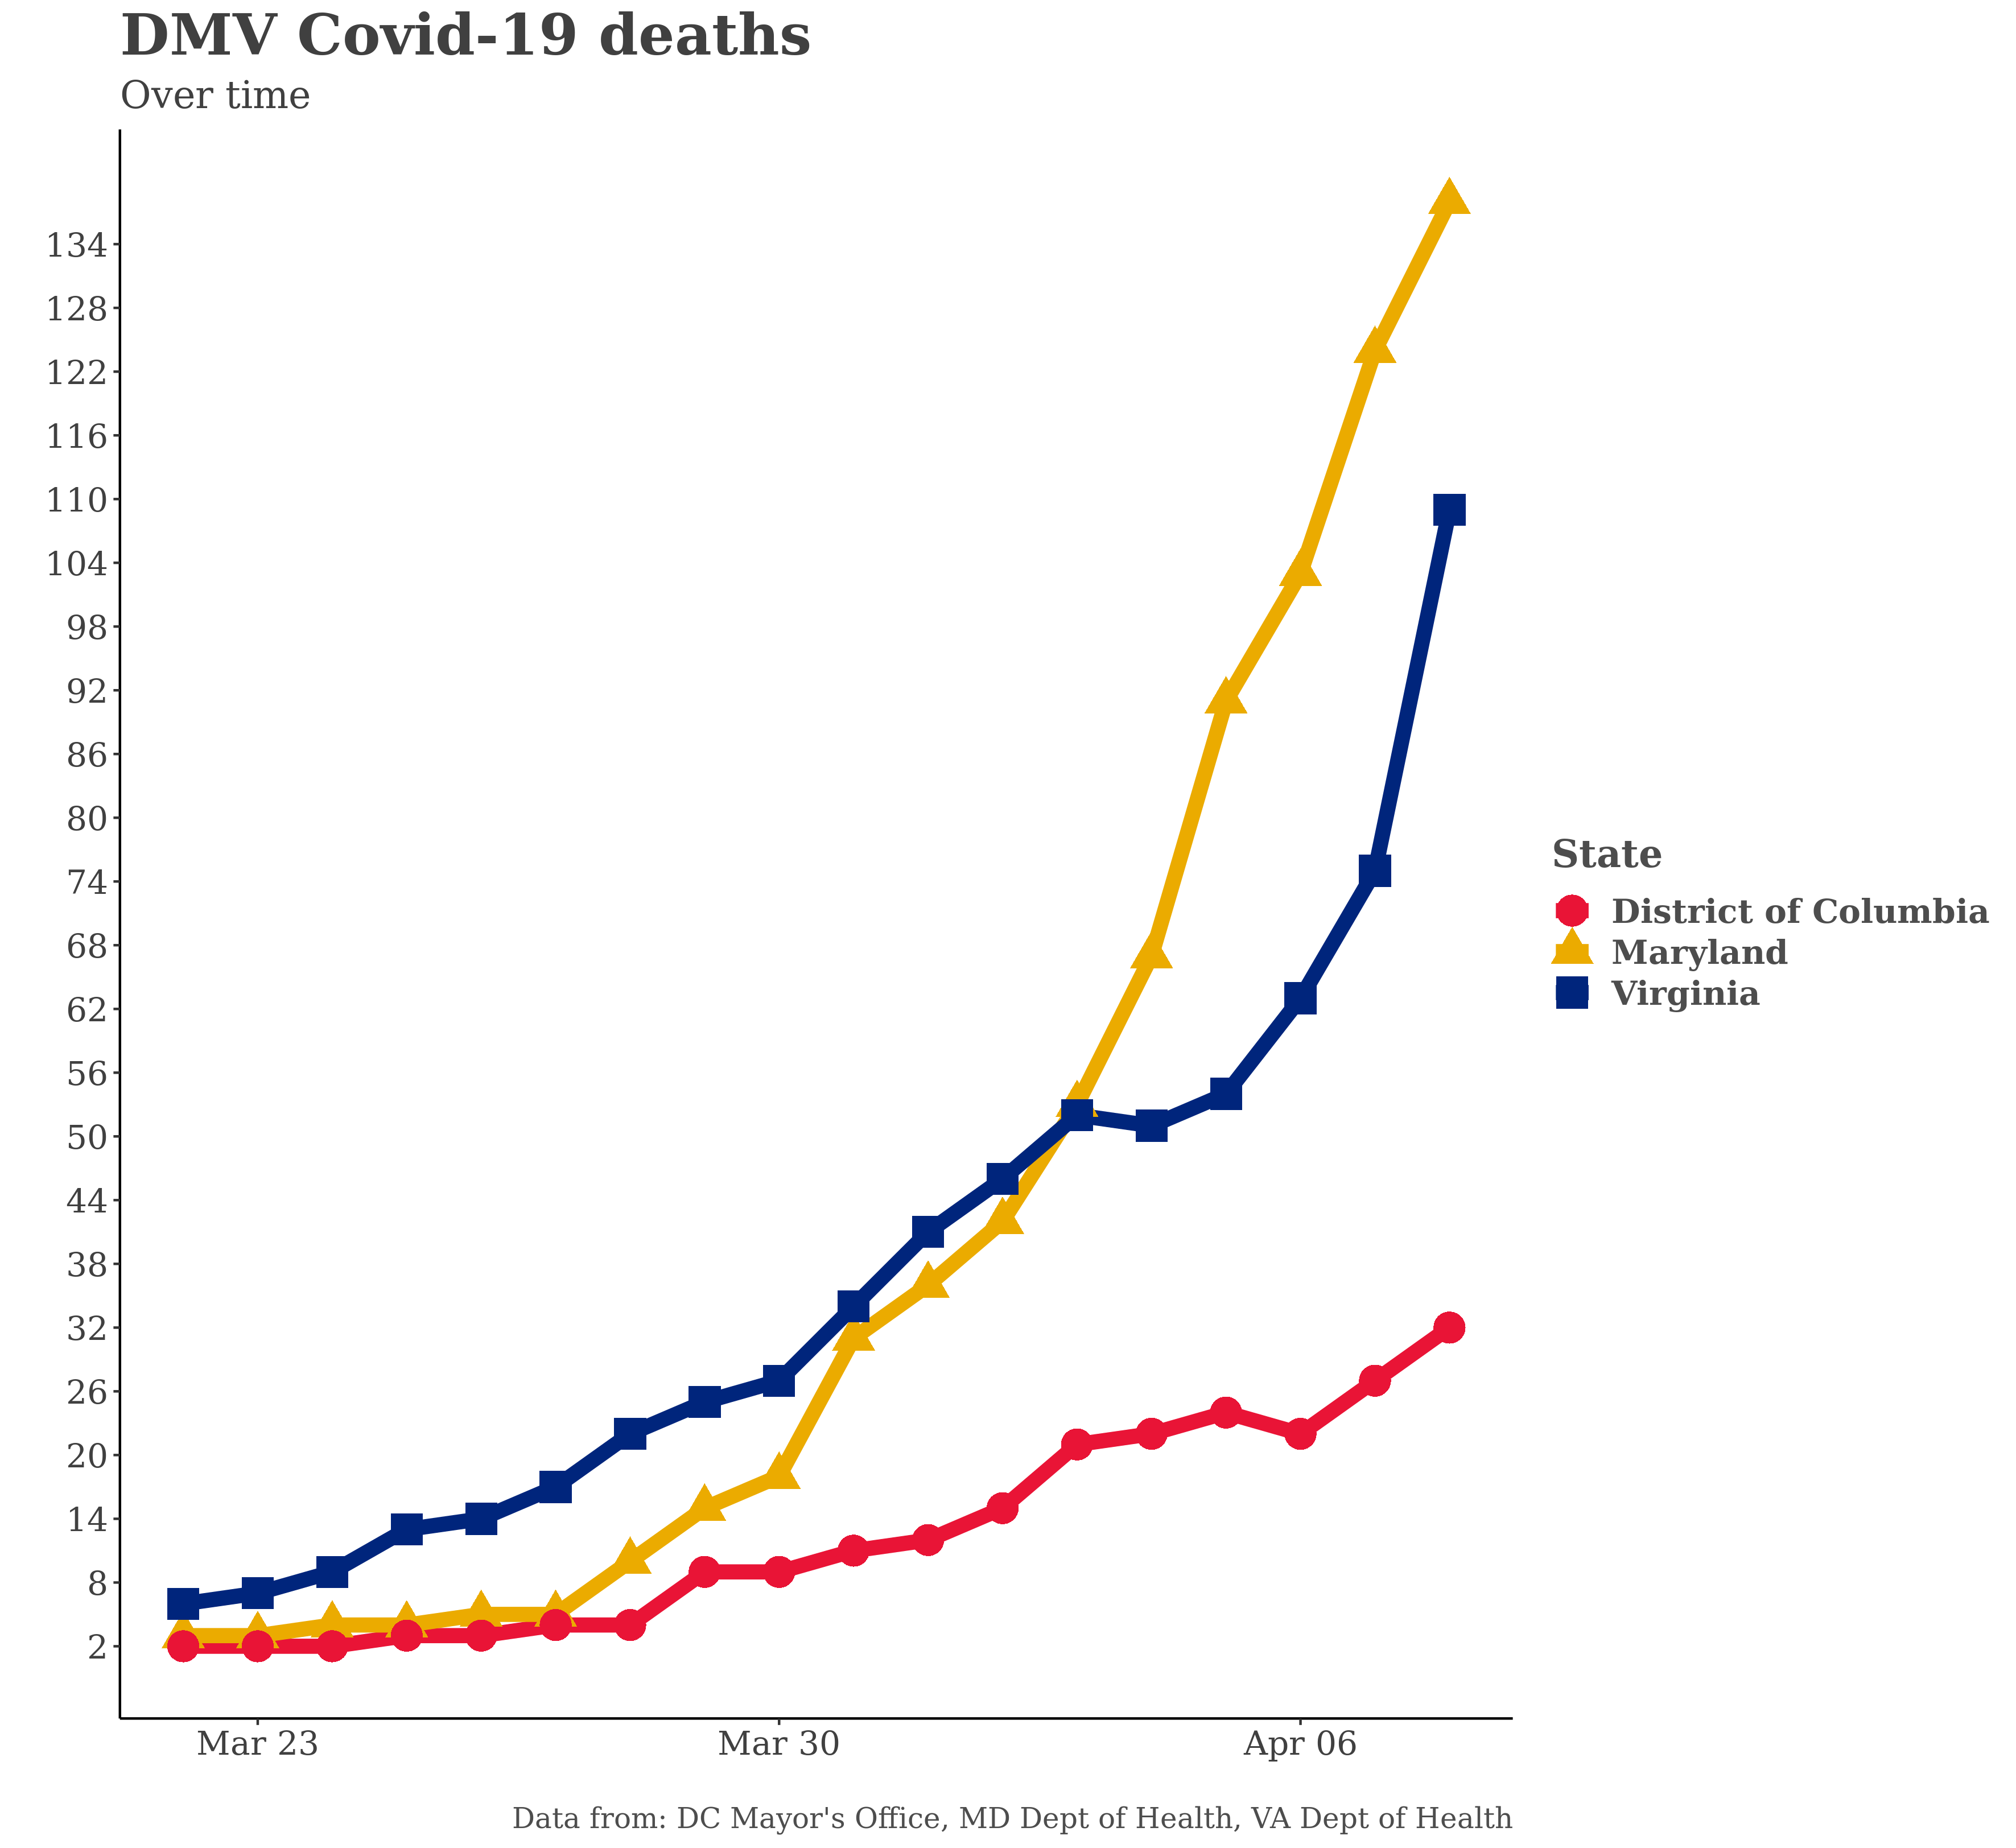 DMV Covid-19 deaths
Over time
134
128
122
116
110
104
98
92
86
80
74
68
62
56
50
44
38
32
26
20
14
8
2
Mar 23
Mar 30
Apr 06
State
District of Columbia
Maryland
Virginia
Data from: DC Mayor's Office, MD Dept of Health, VA Dept of Health